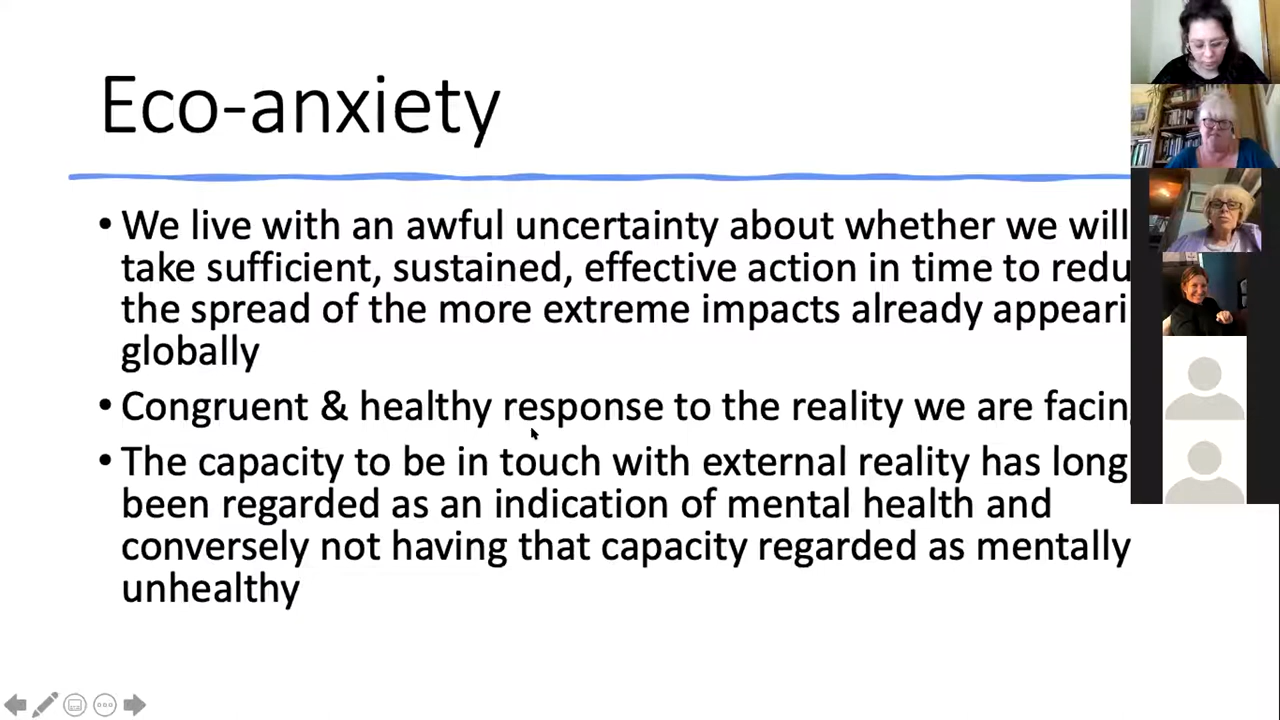 Eco-anxiety
• We live with an awful uncertainty about whether we will
take sufficient, sustained, effective action in time to redu
the spread of the more extreme impacts already appeari
globally
• Congruent & healthy response to the reality we are facin
• The capacity to be in touch with external reality has long
been regarded as an indication of mental health and
conversely not having that capacity regarded as mentally
unhealthy